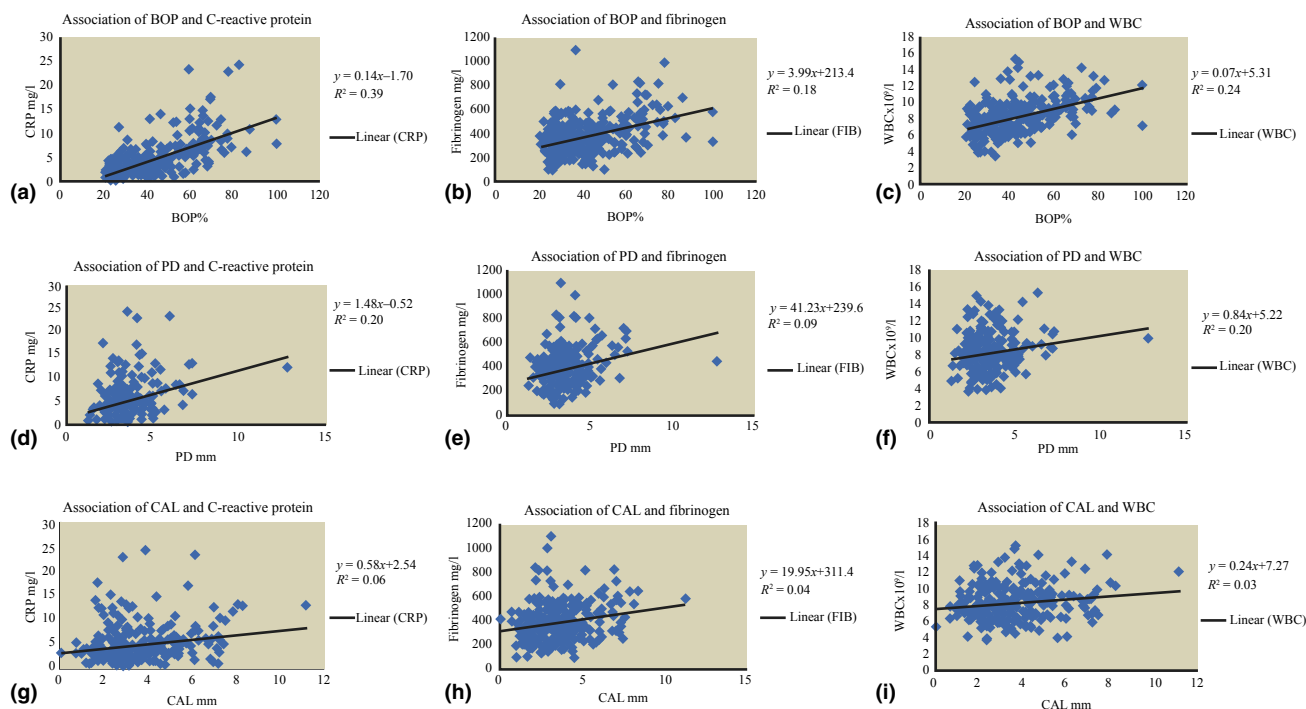 Association of BOP and C-reactive protein
CRP mg/l
30
25
20
15
10
5
0
0 20 40 60 80 100 120
BOP%
y = 0.14x–1.70
R² = 0.39
Linear (CRP)
(a)
Association of BOP and fibrinogen
Fibrinogen mg/l
1200
1000
800
600
400
200
0
0 20 40 60 80 100 120
BOP%
y = 3.99x+213.4
R² = 0.18
Linear (FIB)
(b)
Association of BOP and WBC
WBCx10⁹/l
18
16
14
12
10
8
6
4
2
0
0 20 40 60 80 100 120
BOP%
y = 0.07x+5.31
R² = 0.24
Linear (WBC)
(c)
Association of PD and C-reactive protein
CRP mg/l
30
25
20
15
10
5
0
0 5 10 15
PD mm
y = 1.48x–0.52
R² = 0.20
Linear (CRP)
(d)
Association of PD and fibrinogen
Fibrinogen mg/l
1200
1000
800
600
400
200
0
0 5 10 15
PD mm
y = 41.23x+239.6
R² = 0.09
Linear (FIB)
(e)
Association of PD and WBC
WBCx10⁹/l
18
16
14
12
10
8
6
4
2
0
0 5 10 15
PD mm
y = 0.84x+5.22
R² = 0.20
Linear (WBC)
(f)
Association of CAL and C-reactive protein
CRP mg/l
30
25
20
15
10
5
0
0 2 4 6 8 10 12
CAL mm
y = 0.58x+2.54
R² = 0.06
Linear (CRP)
(g)
Association of CAL and fibrinogen
Fibrinogen mg/l
1200
1000
800
600
400
200
0
0 5 10 15
CAL mm
y = 19.95x+311.4
R² = 0.04
Linear (FIB)
(h)
Association of CAL and WBC
WBCx10⁹/l
18
16
14
12
10
8
6
4
2
0
0 2 4 6 8 10 12
CAL mm
y = 0.24x+7.27
R² = 0.03
Linear (WBC)
(i)